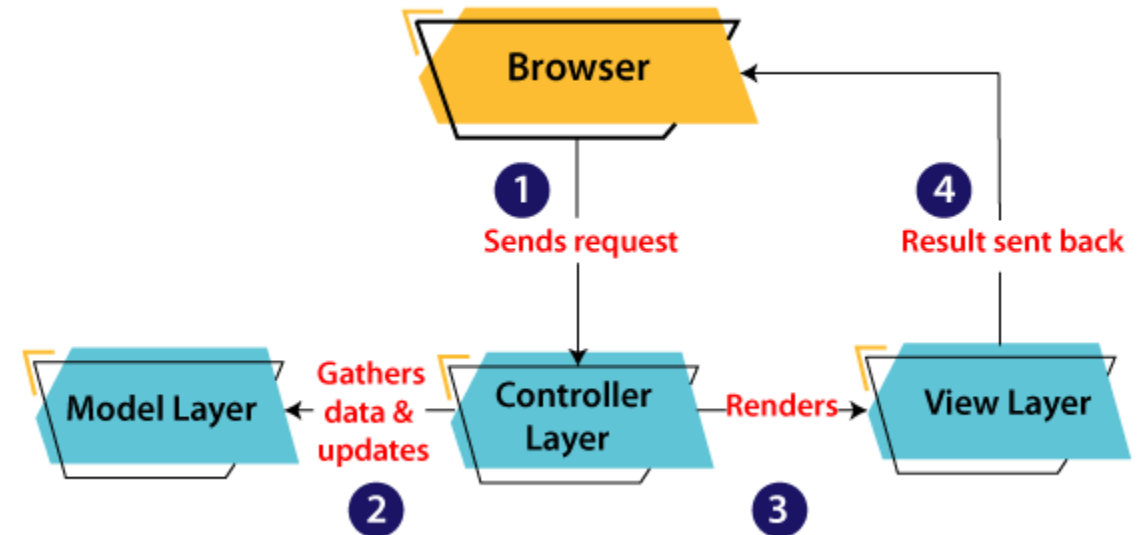 Browser
1
4
Sends request
Result sent back
Model Layer
Gathers
data &
updates
Controller
Layer
Renders
View Layer
2
3